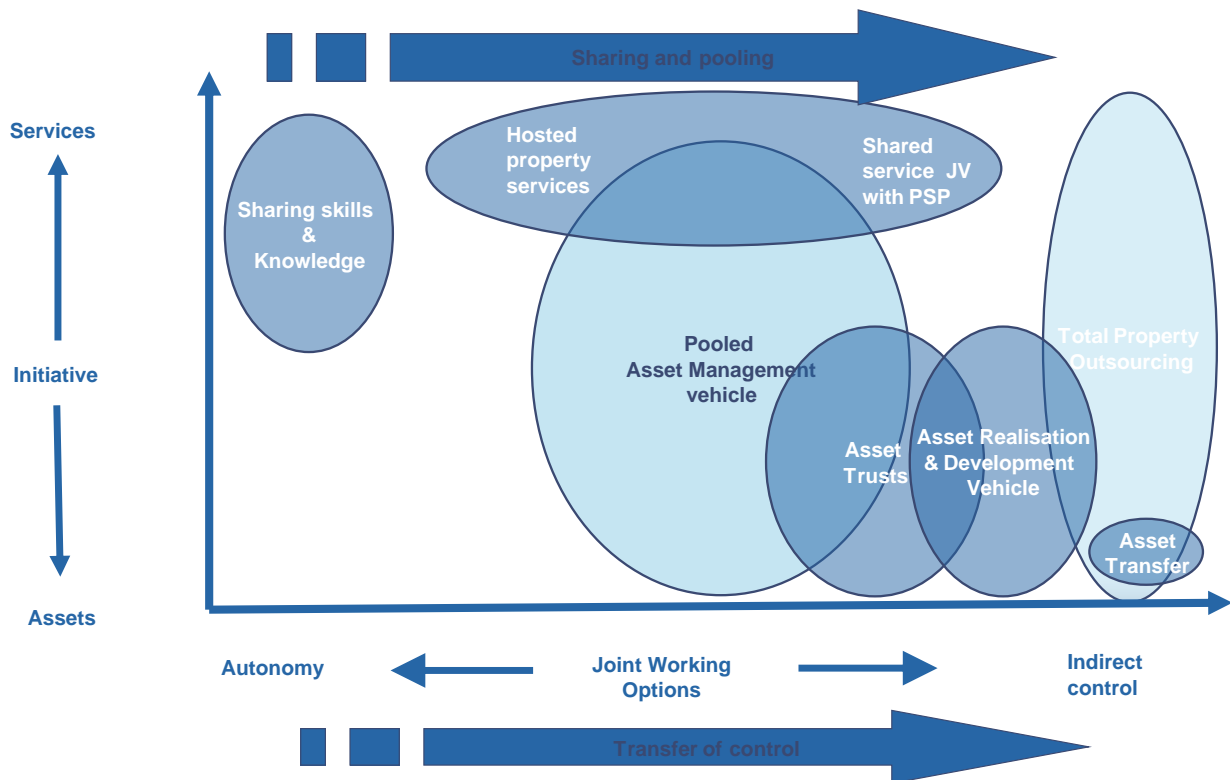 Sharing and pooling
Services
Hosted
property
services
Shared
service JV
with PSP
Sharing skills
&
Knowledge
Initiative
Pooled
Asset Management
vehicle
Total Property
Outsourcing
Asset
Trusts
Asset Realisation
& Development
Vehicle
Asset
Transfer
Assets
Autonomy
Joint Working
Options
Indirect
control
Transfer of control